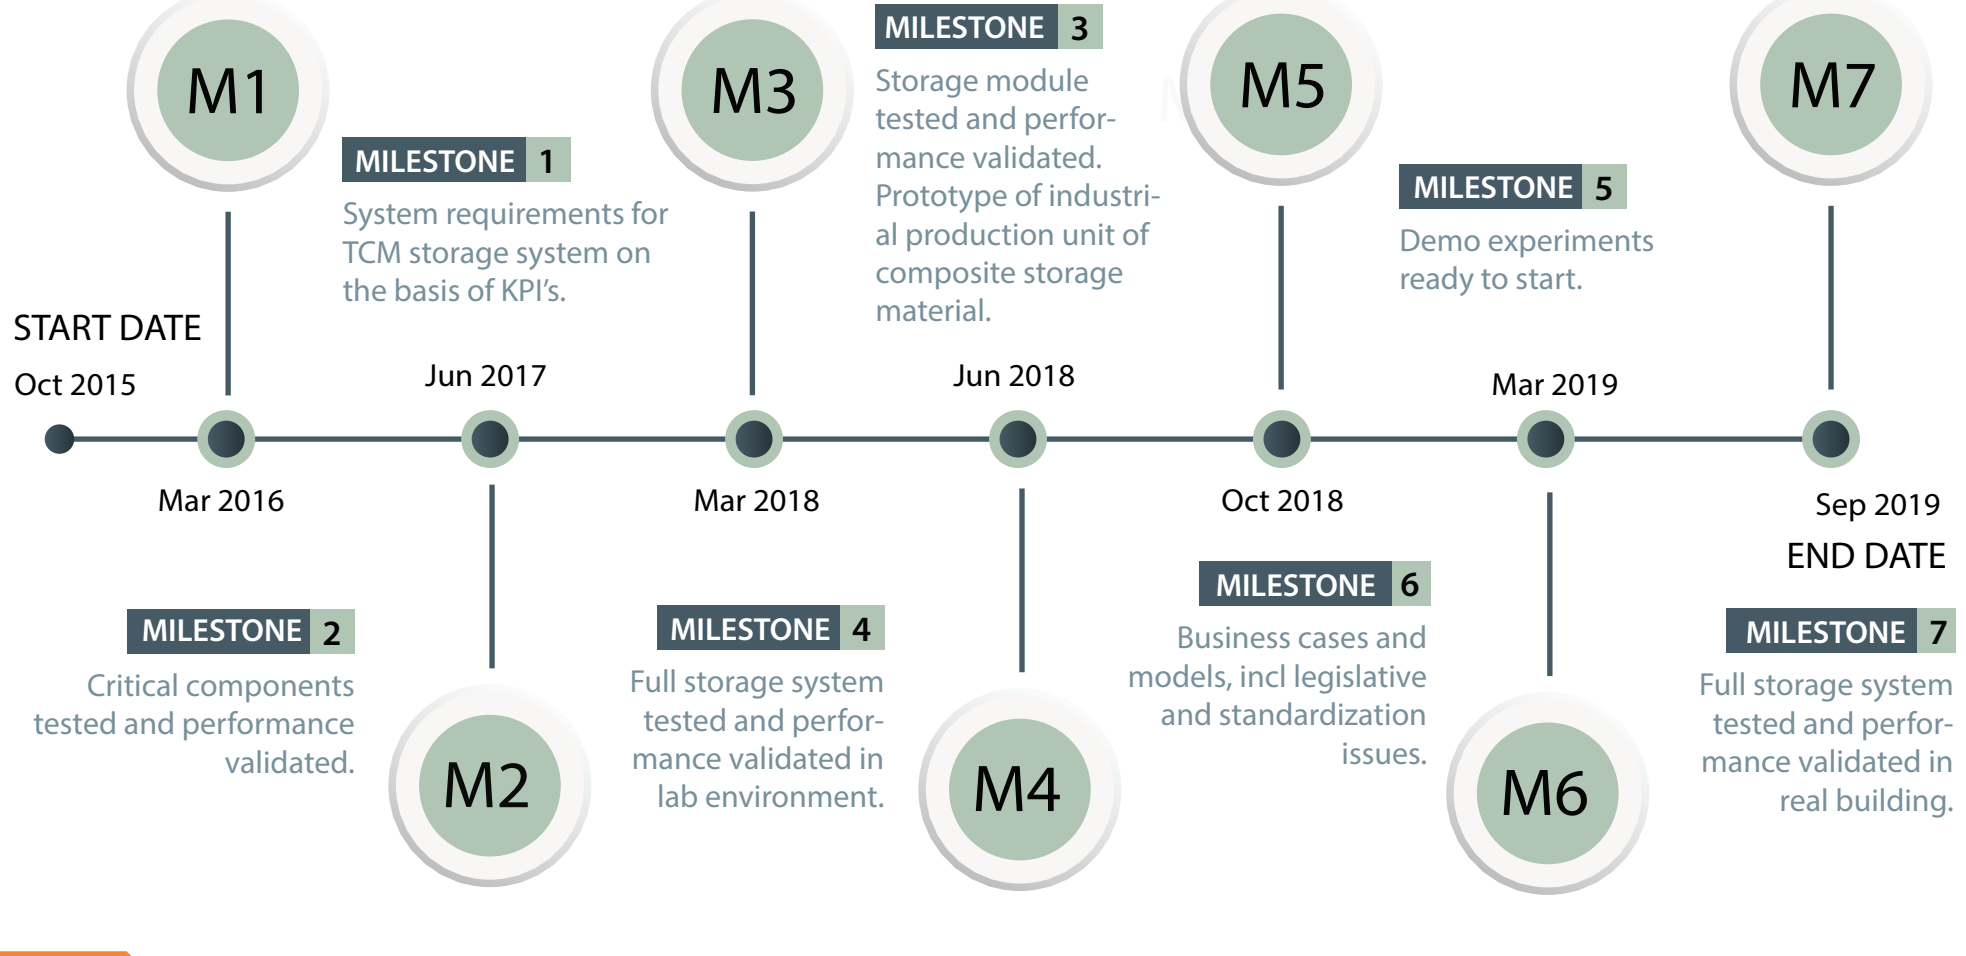 M1
M3
MILESTONE 3
Storage module
tested and perfor-
mance validated.
Prototype of industri-
al production unit of
composite storage
material.
M5
M7
MILESTONE 1
System requirements for
TCM storage system on
the basis of KPI's.
MILESTONE 5
Demo experiments
ready to start.
START DATE
Oct 2015
Jun 2017
Jun 2018
Mar 2019
Mar 2016
Mar 2018
Oct 2018
Sep 2019
END DATE
MILESTONE 2
Critical components
tested and performance
validated.
M2
MILESTONE 4
Full storage system
tested and perfor-
mance validated in
lab environment.
M4
MILESTONE 6
Business cases and
models, incl legislative
and standardization
issues.
M6
MILESTONE 7
Full storage system
tested and perfor-
mance validated in
real building.